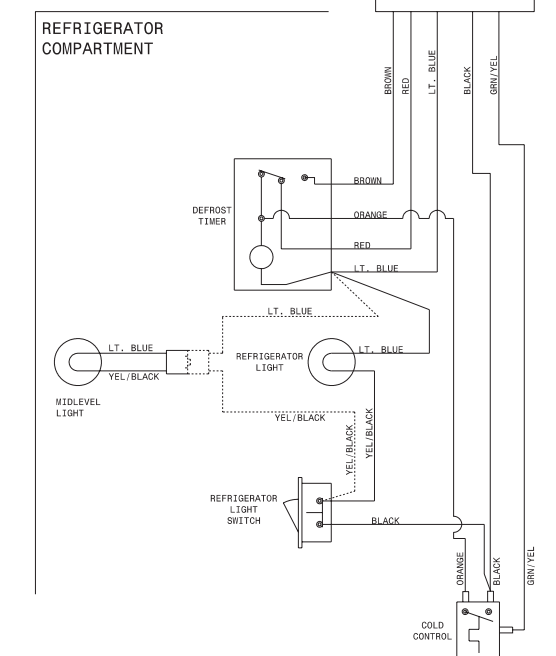 REFRIGERATOR
COMPARTMENT
BROWN
RED
LT. BLUE
BLACK
GRN/YEL
BROWN
DEFROST
TIMER
ORANGE
RED
LT. BLUE
LT. BLUE
LT. BLUE
YEL/BLACK
REFRIGERATOR
LIGHT
LT. BLUE
MIDLEVEL
LIGHT
YEL/BLACK
YEL/BLACK
YEL/BLACK
REFRIGERATOR
LIGHT
SWITCH
BLACK
ORANGE
BLACK
GRN/YEL
COLD
CONTROL